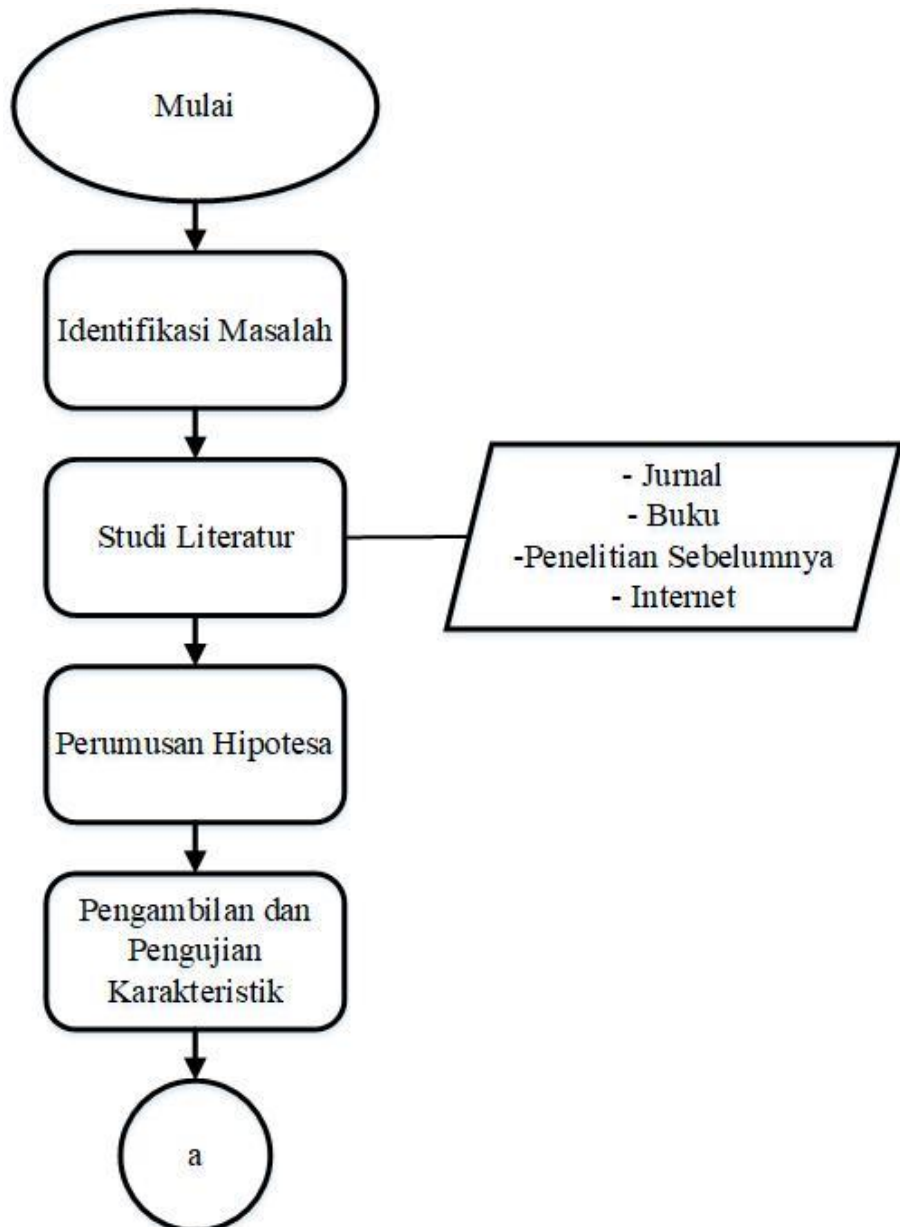 Mulai
Identifikasi Masalah
Studi Literatur
- Jurnal
- Buku
-Penelitian Sebelumnya
- Internet
Perumusan Hipotesa
Pengambilan dan
Pengujian
Karakteristik
a